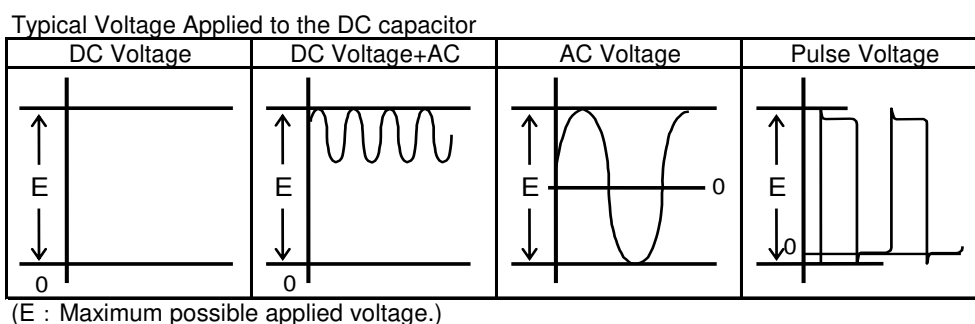 Typical Voltage Applied to the DC capacitor
DC Voltage DC Voltage+AC AC Voltage Pulse Voltage
E E E 0 E 0
0 0
(E：Maximum possible applied voltage.)